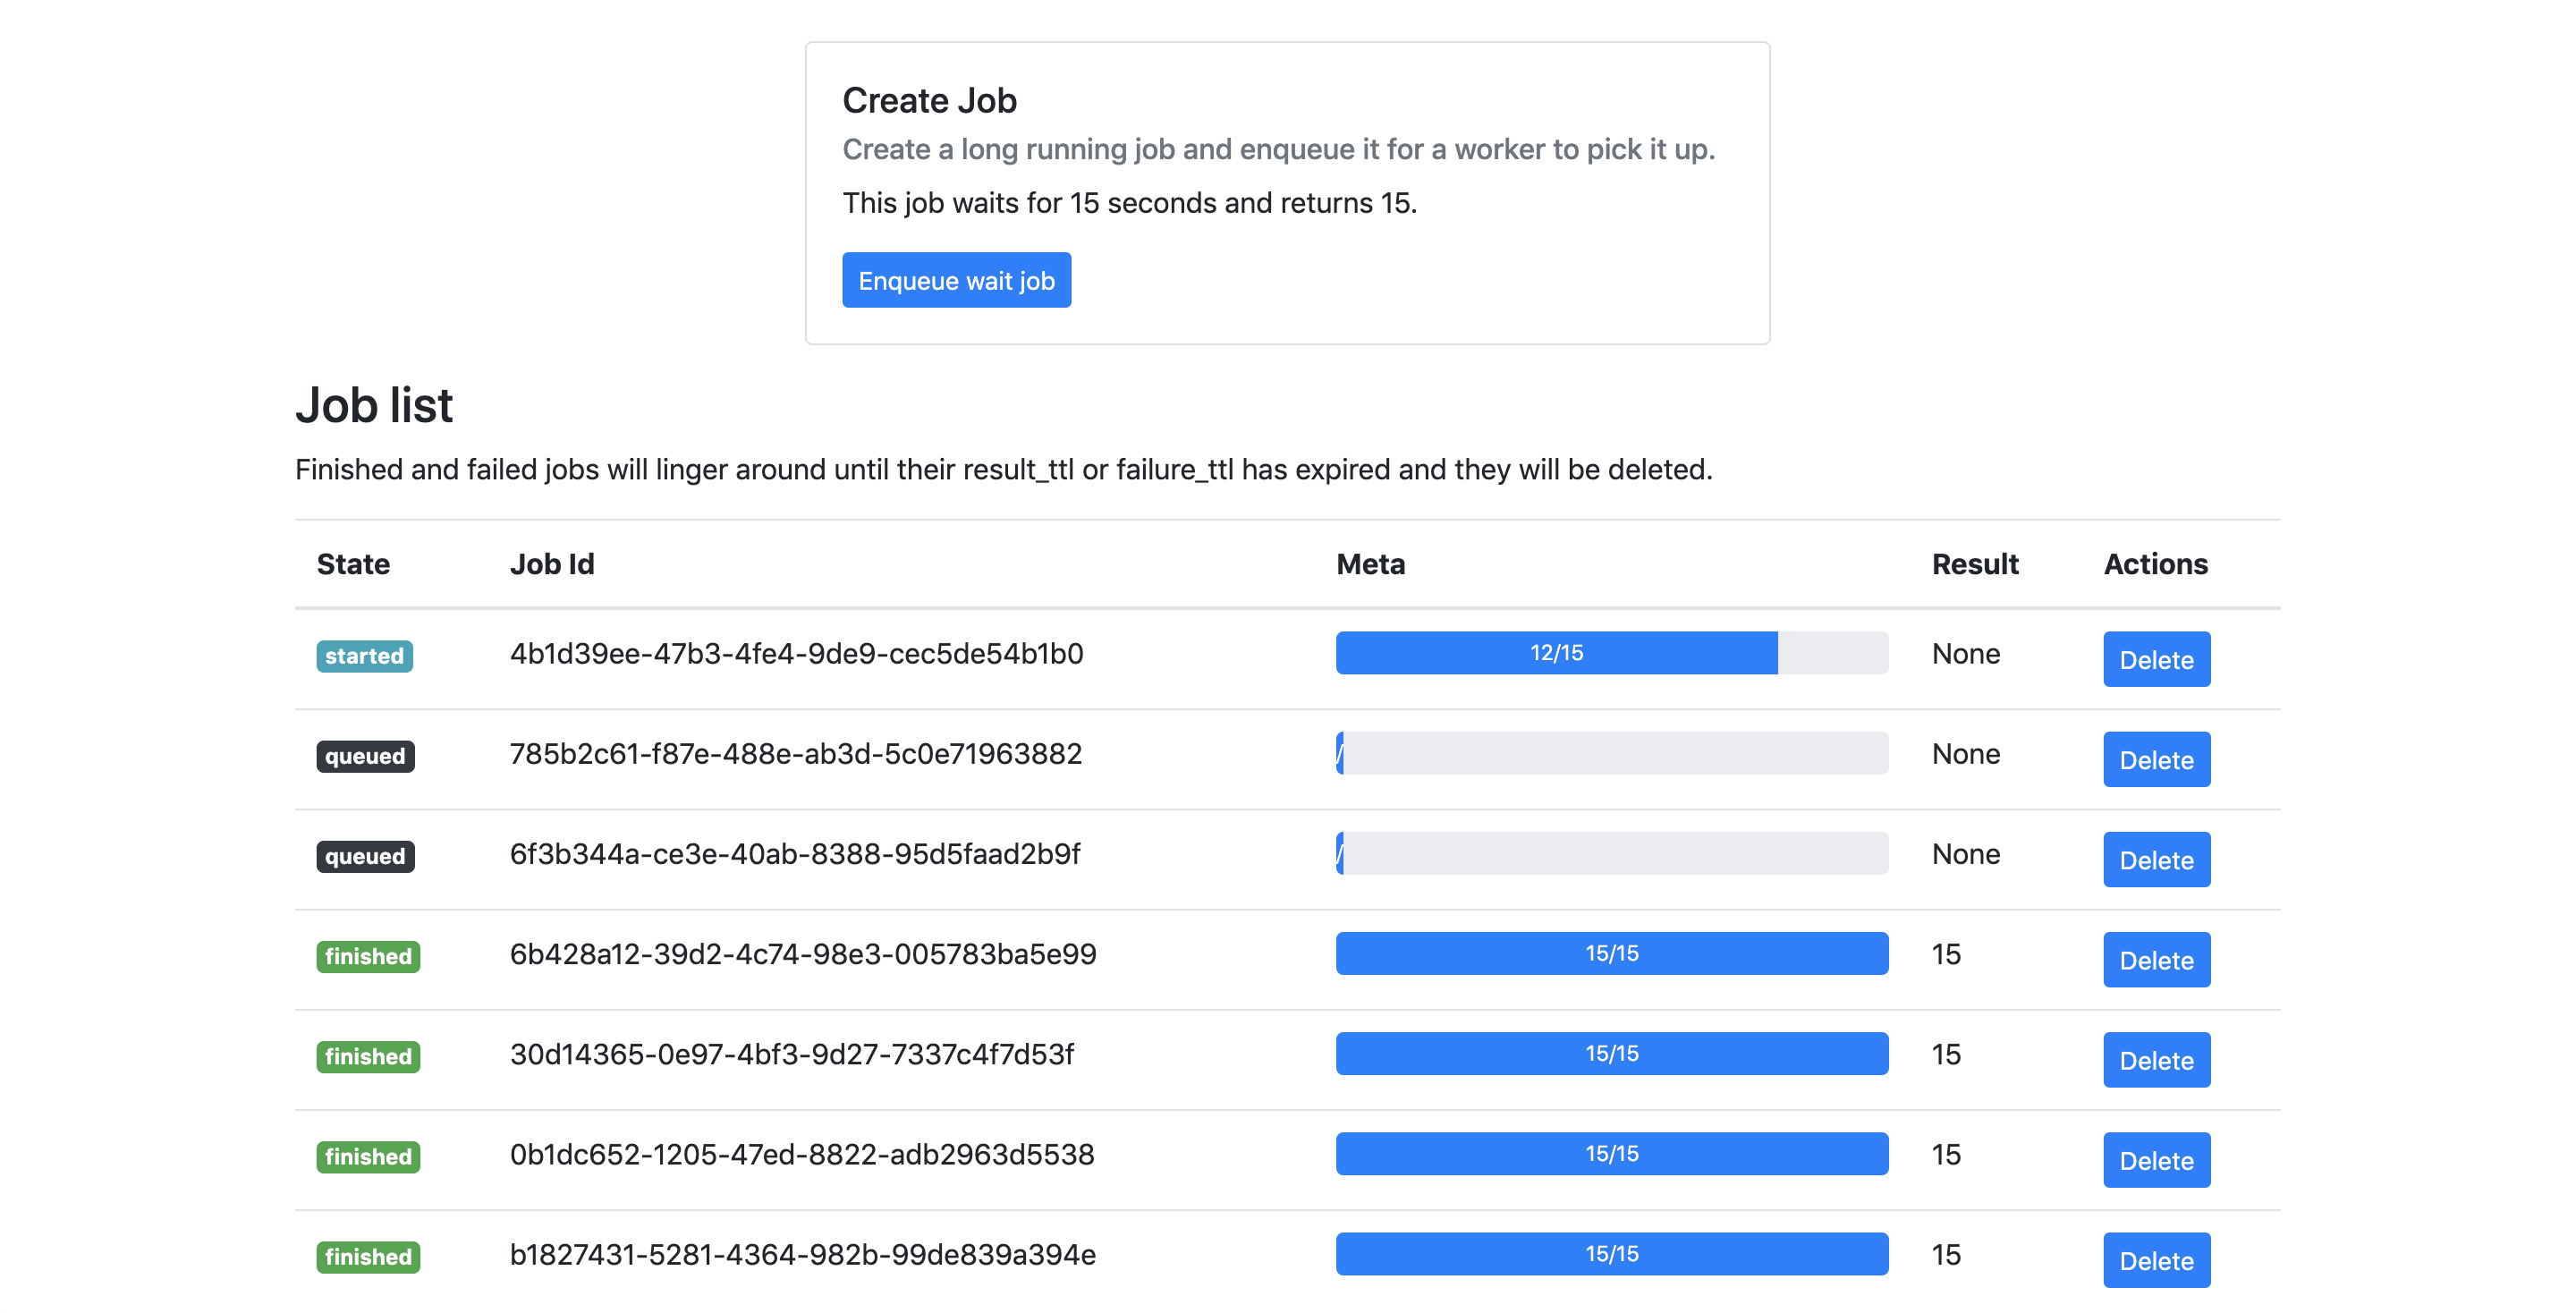 Create Job
Create a long running job and enqueue it for a worker to pick it up.
This job waits for 15 seconds and returns 15.
Enqueue wait job
Job list
Finished and failed jobs will linger around until their result_ttl or failure_ttl has expired and they will be deleted.
State Job Id Meta Result Actions
started 4b1d39ee-47b3-4fe4-9de9-cec5de54b1b0 12/15 None Delete
queued 785b2c61-f87e-488e-ab3d-5c0e71963882 / None Delete
queued 6f3b344a-ce3e-40ab-8388-95d5faad2b9f / None Delete
finished 6b428a12-39d2-4c74-98e3-005783ba5e99 15/15 15 Delete
finished 30d14365-0e97-4bf3-9d27-7337c4f7d53f 15/15 15 Delete
finished 0b1dc652-1205-47ed-8822-adb2963d5538 15/15 15 Delete
finished b1827431-5281-4364-982b-99de839a394e 15/15 15 Delete